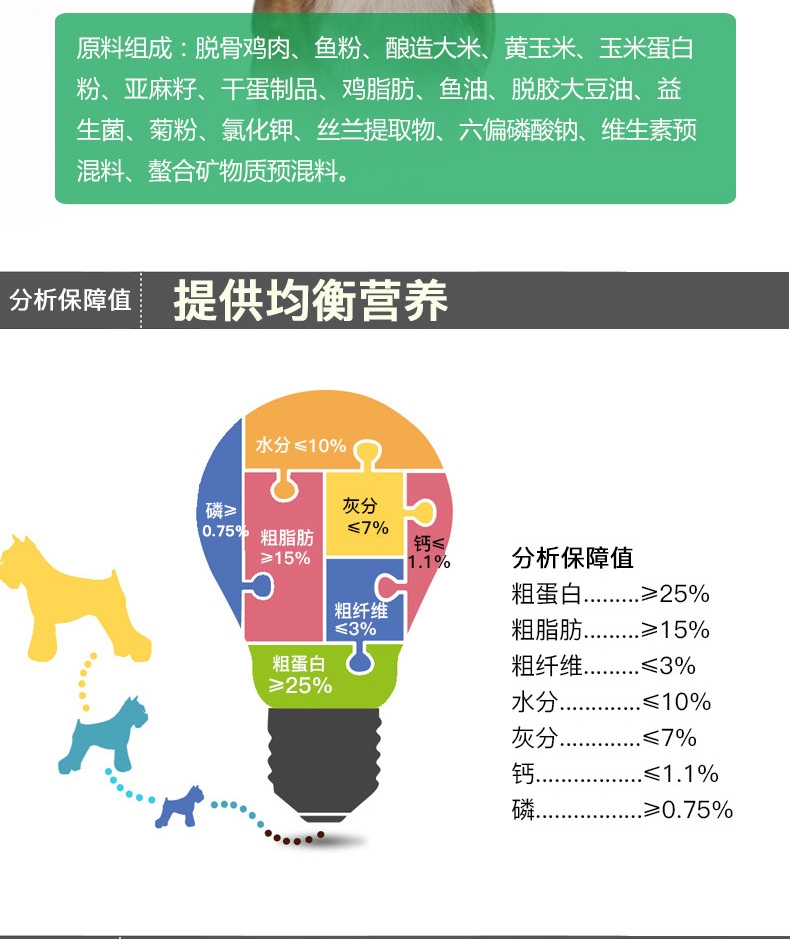 原料组成：脱骨鸡肉、鱼粉、酿造大米、黄玉米、玉米蛋白
粉、亚麻籽、干蛋制品、鸡脂肪、鱼油、脱胶大豆油、益
生菌、菊粉、氯化钾、丝兰提取物、六偏磷酸钠、维生素预
混料、螯合矿物质预混料。
分析保障值 提供均衡营养
水分≤10%
磷≥
0.75%
粗脂肪
≥15%
灰分
≤7%
钙≤
1.1%
粗纤维
≤3%
粗蛋白
≥25%
分析保障值
粗蛋白.........≥25%
粗脂肪.........≥15%
粗纤维.........≤3%
水分.............≤10%
灰分.............≤7%
钙.................≤1.1%
磷.................≥0.75%